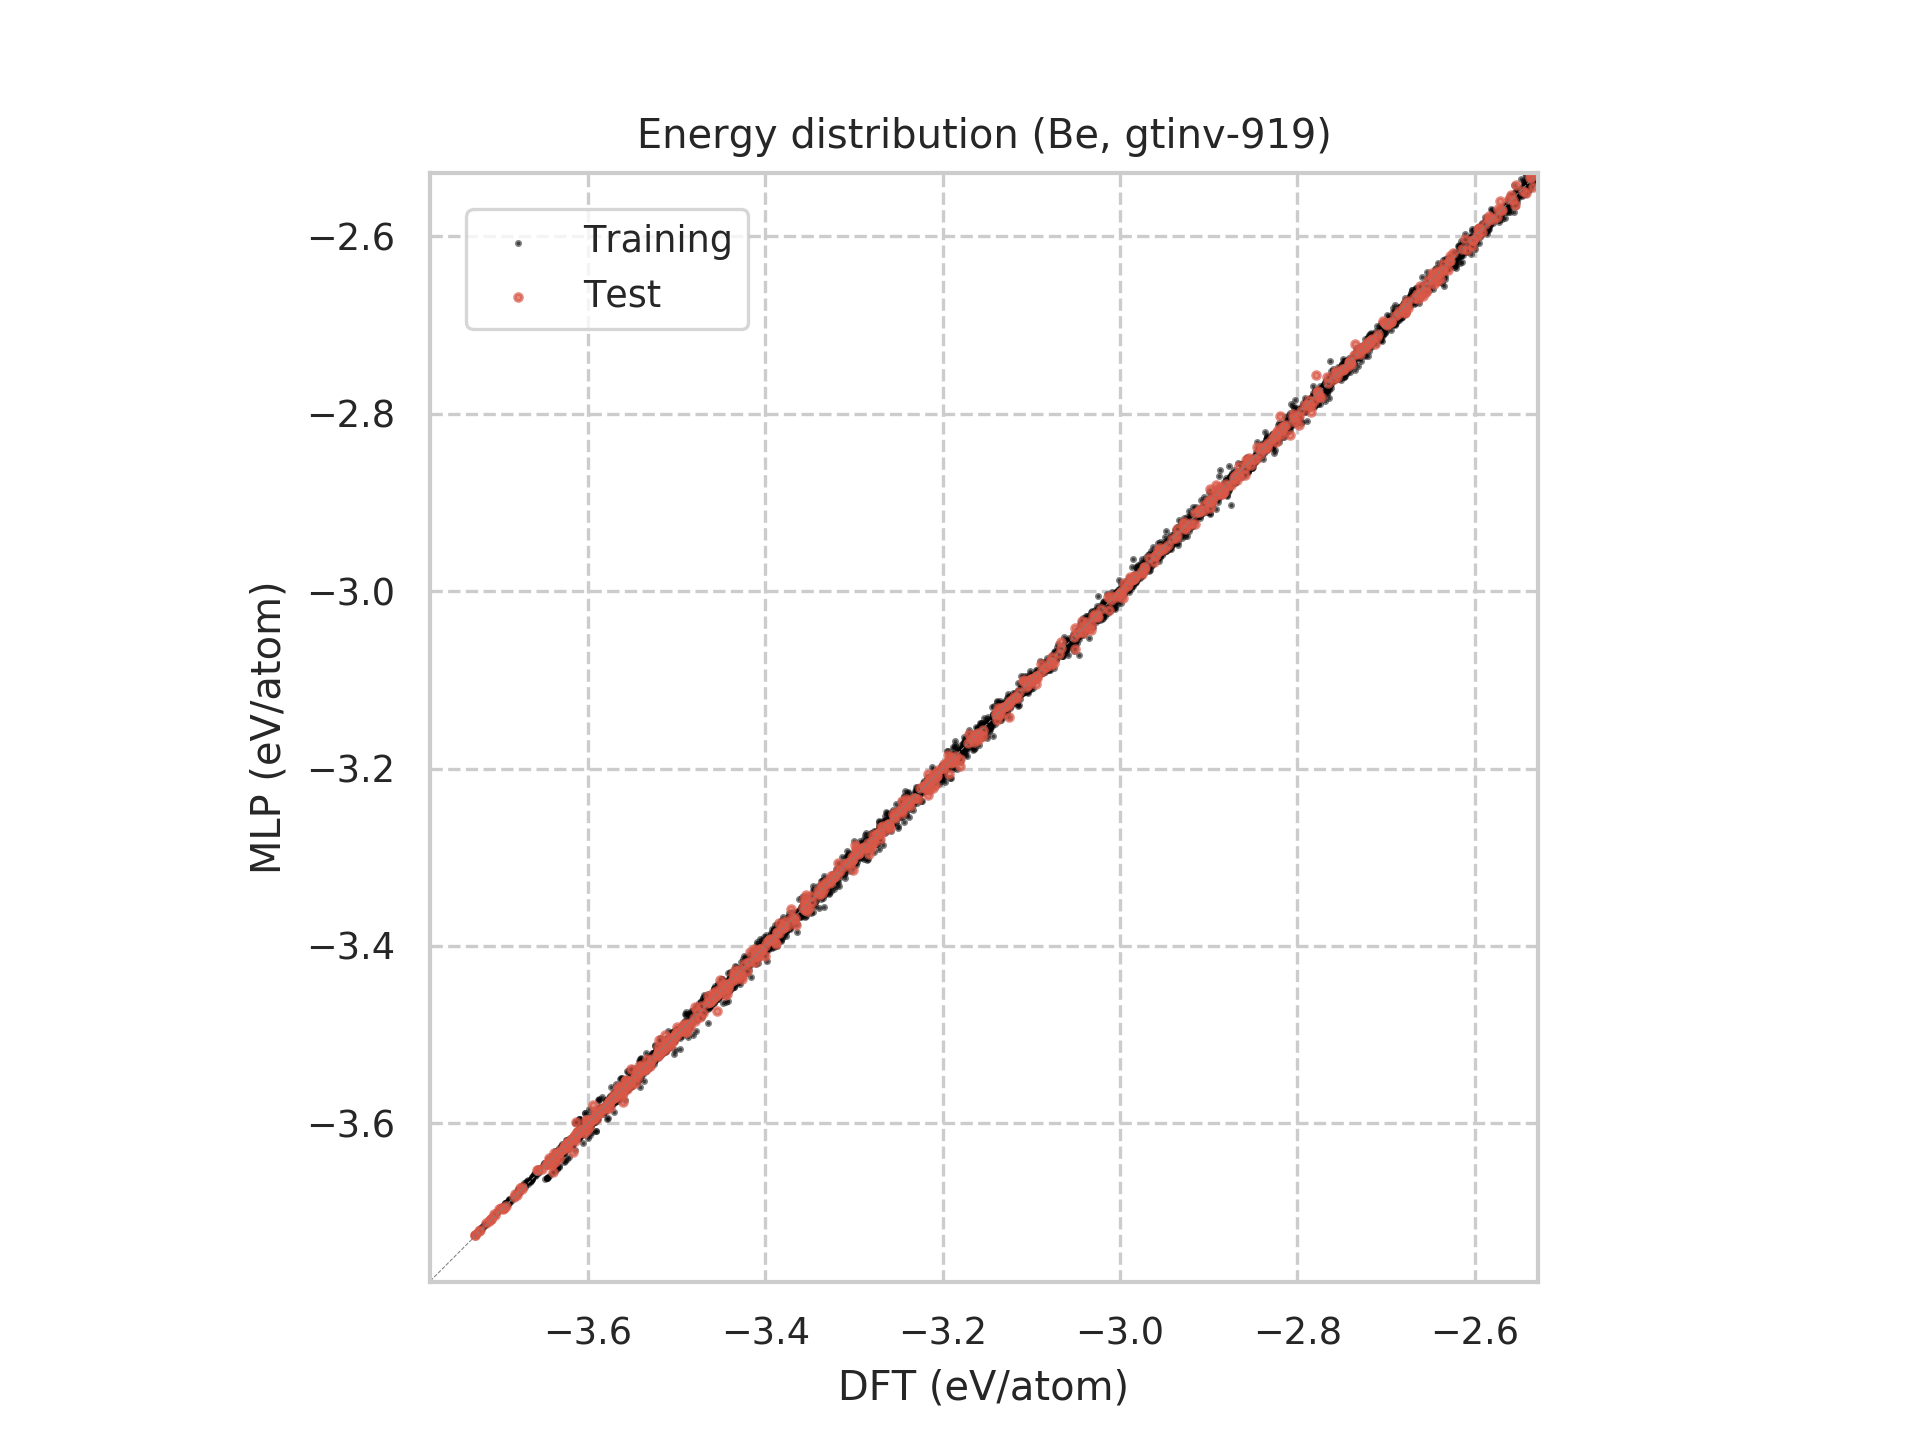 Energy distribution (Be, gtinv-919)
Training
Test
−2.6
−2.8
−3.0
−3.2
−3.4
−3.6
MLP (eV/atom)
−3.6 −3.4 −3.2 −3.0 −2.8 −2.6
DFT (eV/atom)